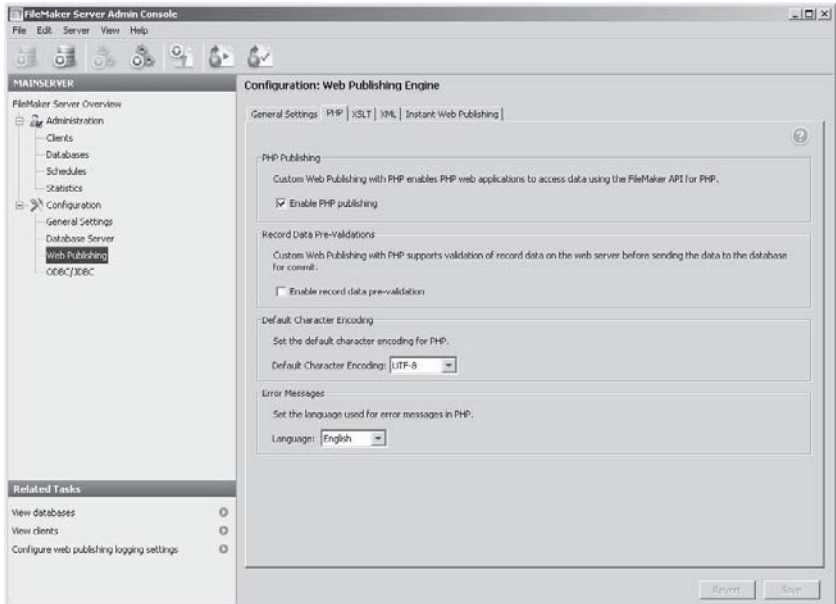 FileMaker Server Admin Console
File Edit Server View Help
MAINSERVER
FileMaker Server Overview
Administration
Clients
Databases
Schedules
Statistics
Configuration
General Settings
Database Server
Web Publishing
ODBC/JDBC
Related Tasks
View databases
View clients
Configure web publishing logging settings
Configuration: Web Publishing Engine
General Settings PHP XSLT XML Instant Web Publishing
PHP Publishing
Custom Web Publishing with PHP enables PHP web applications to access data using the FileMaker API for PHP.
Enable PHP publishing
Record Data Pre-Validations
Custom Web Publishing with PHP supports validation of record data on the web server before sending the data to the database
for commit.
Enable record data pre-validation
Default Character Encoding
Set the default character encoding for PHP.
Default Character Encoding: UTF-8
Error Messages
Set the language used for error messages in PHP.
Language: English
Revert Save